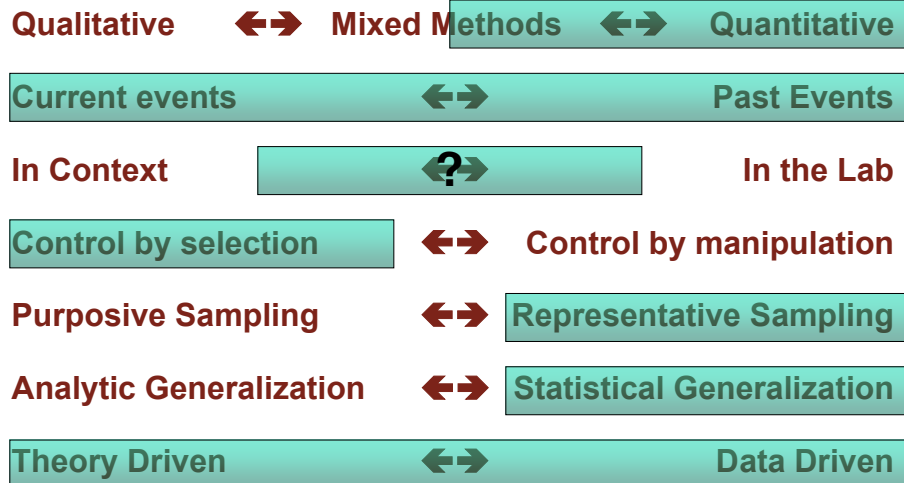 Qualitative ↔ Mixed Methods ↔ Quantitative
Current events ↔ Past Events
In Context ↔ ? In the Lab
Control by selection ↔ Control by manipulation
Purposive Sampling ↔ Representative Sampling
Analytic Generalization ↔ Statistical Generalization
Theory Driven ↔ Data Driven